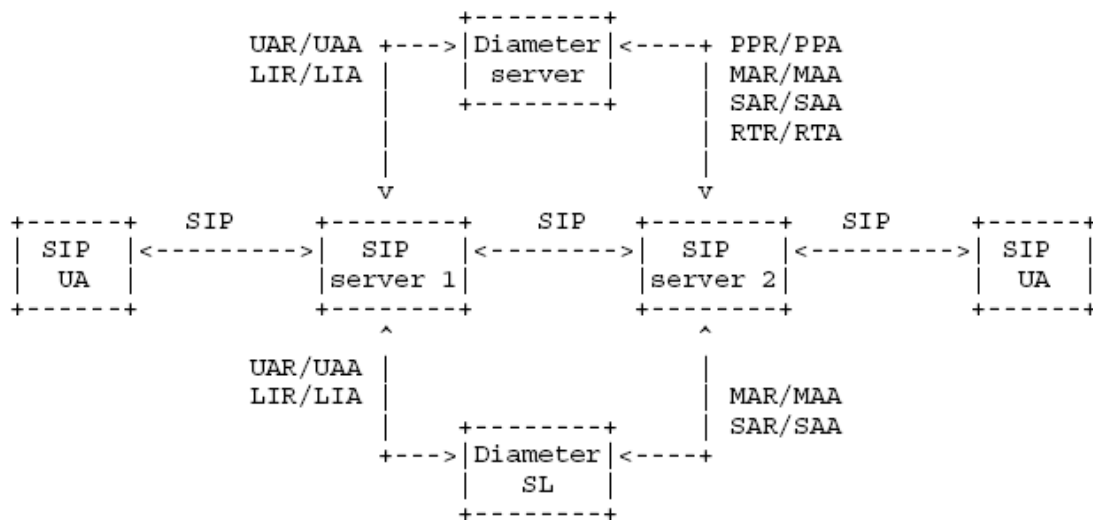 +--------+
                UAR/UAA  +--->|Diameter|<----+  PPR/PPA
                LIR/LIA  |    | server |     |  MAR/MAA
                         |    +--------+     |  SAR/SAA
                         |                   |  RTR/RTA
                         |                   |
                         v                   v
+------+    SIP      +--------+    SIP    +--------+    SIP      +------+
| SIP  |<--------->|  SIP   |<--------->|  SIP   |<--------->| SIP  |
|  UA  |           |server 1|           |server 2|           |  UA  |
+------+           +--------+           +--------+           +------+
                         ^                   ^
                UAR/UAA  |                   |
                LIR/LIA  |                   |  MAR/MAA
                         |    +--------+     |  SAR/SAA
                         +--->|Diameter|<----+
                              |   SL   |
                              +--------+